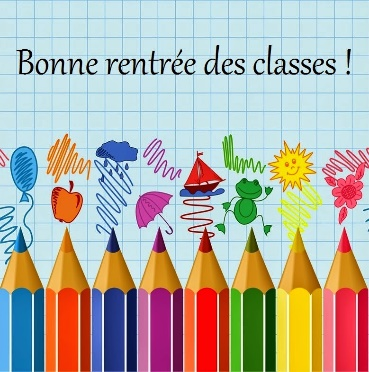 Bonne rentrée des classes !